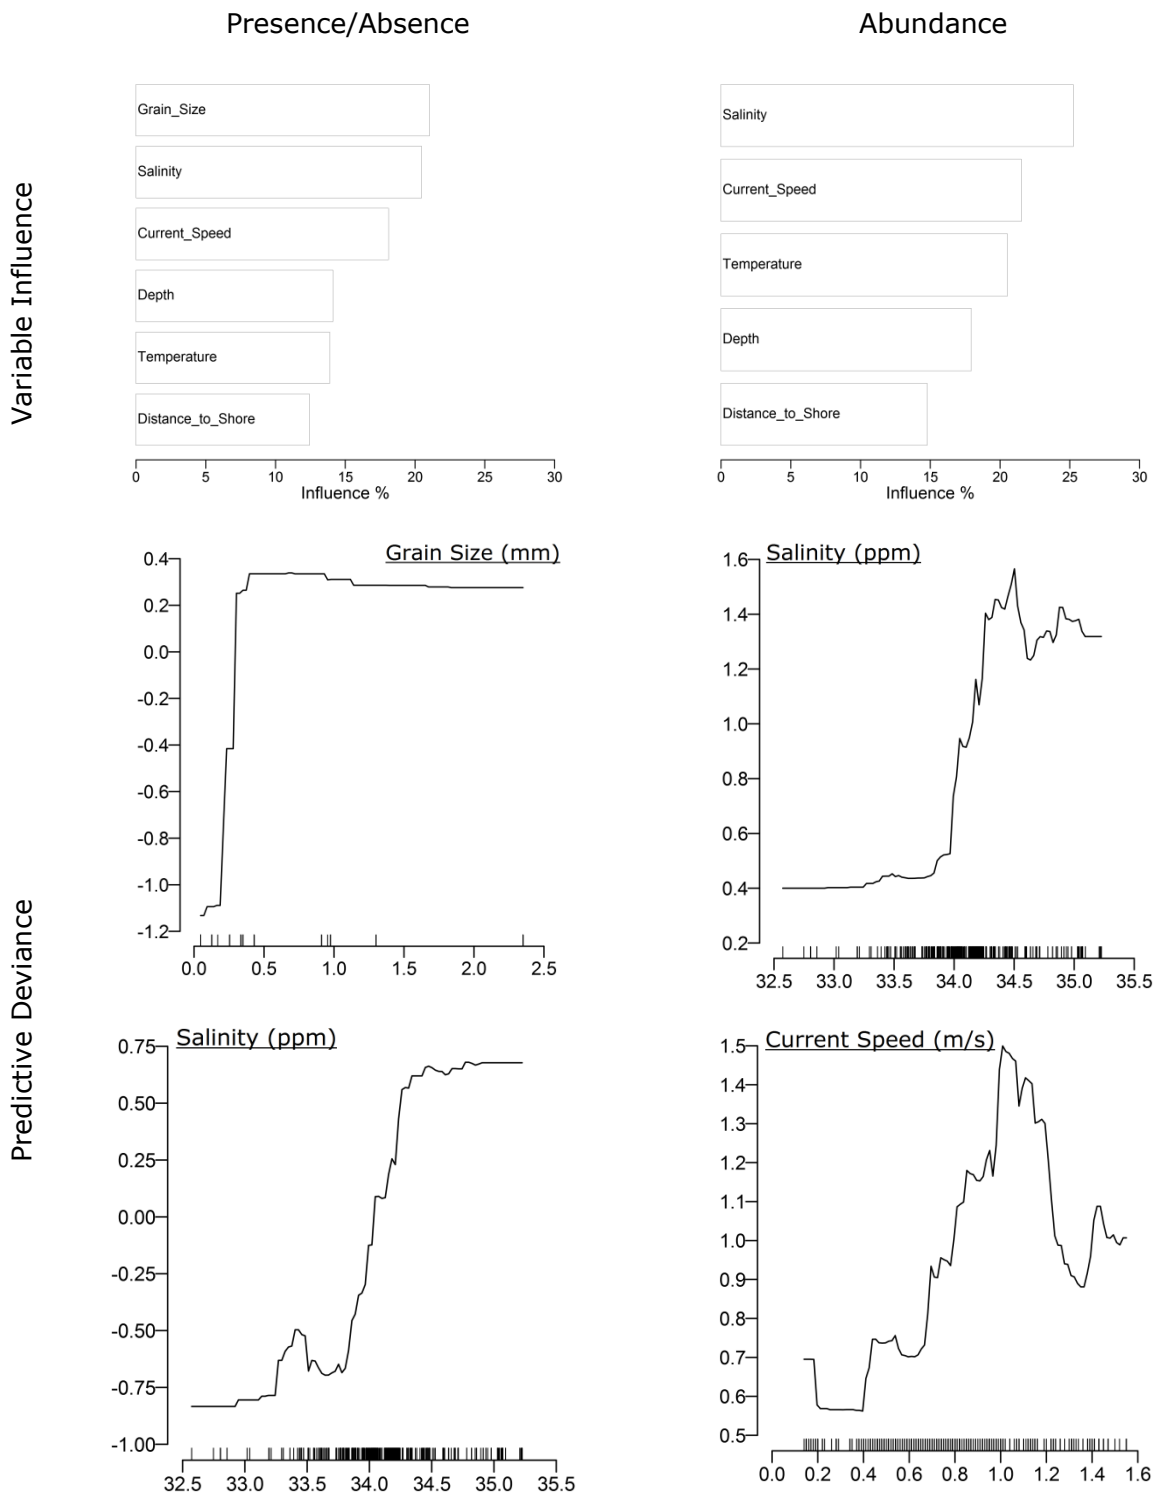 Presence/Absence
Abundance
Variable Influence
Grain_Size
Salinity
Current_Speed
Depth
Temperature
Distance_to_Shore
0 5 10 15 20 25 30
Influence %
Salinity
Current_Speed
Temperature
Depth
Distance_to_Shore
0 5 10 15 20 25 30
Influence %
Predictive Deviance
Grain Size (mm)
0.4
0.2
0.0
-0.2
-0.4
-0.6
-0.8
-1.0
-1.2
0.0 0.5 1.0 1.5 2.0 2.5
Salinity (ppm)
1.6
1.4
1.2
1.0
0.8
0.6
0.4
0.2
32.5 33.0 33.5 34.0 34.5 35.0 35.5
Salinity (ppm)
0.75
0.50
0.25
0.00
-0.25
-0.50
-0.75
-1.00
32.5 33.0 33.5 34.0 34.5 35.0 35.5
Current Speed (m/s)
1.5
1.4
1.3
1.2
1.1
1.0
0.9
0.8
0.7
0.6
0.5
0.0 0.2 0.4 0.6 0.8 1.0 1.2 1.4 1.6